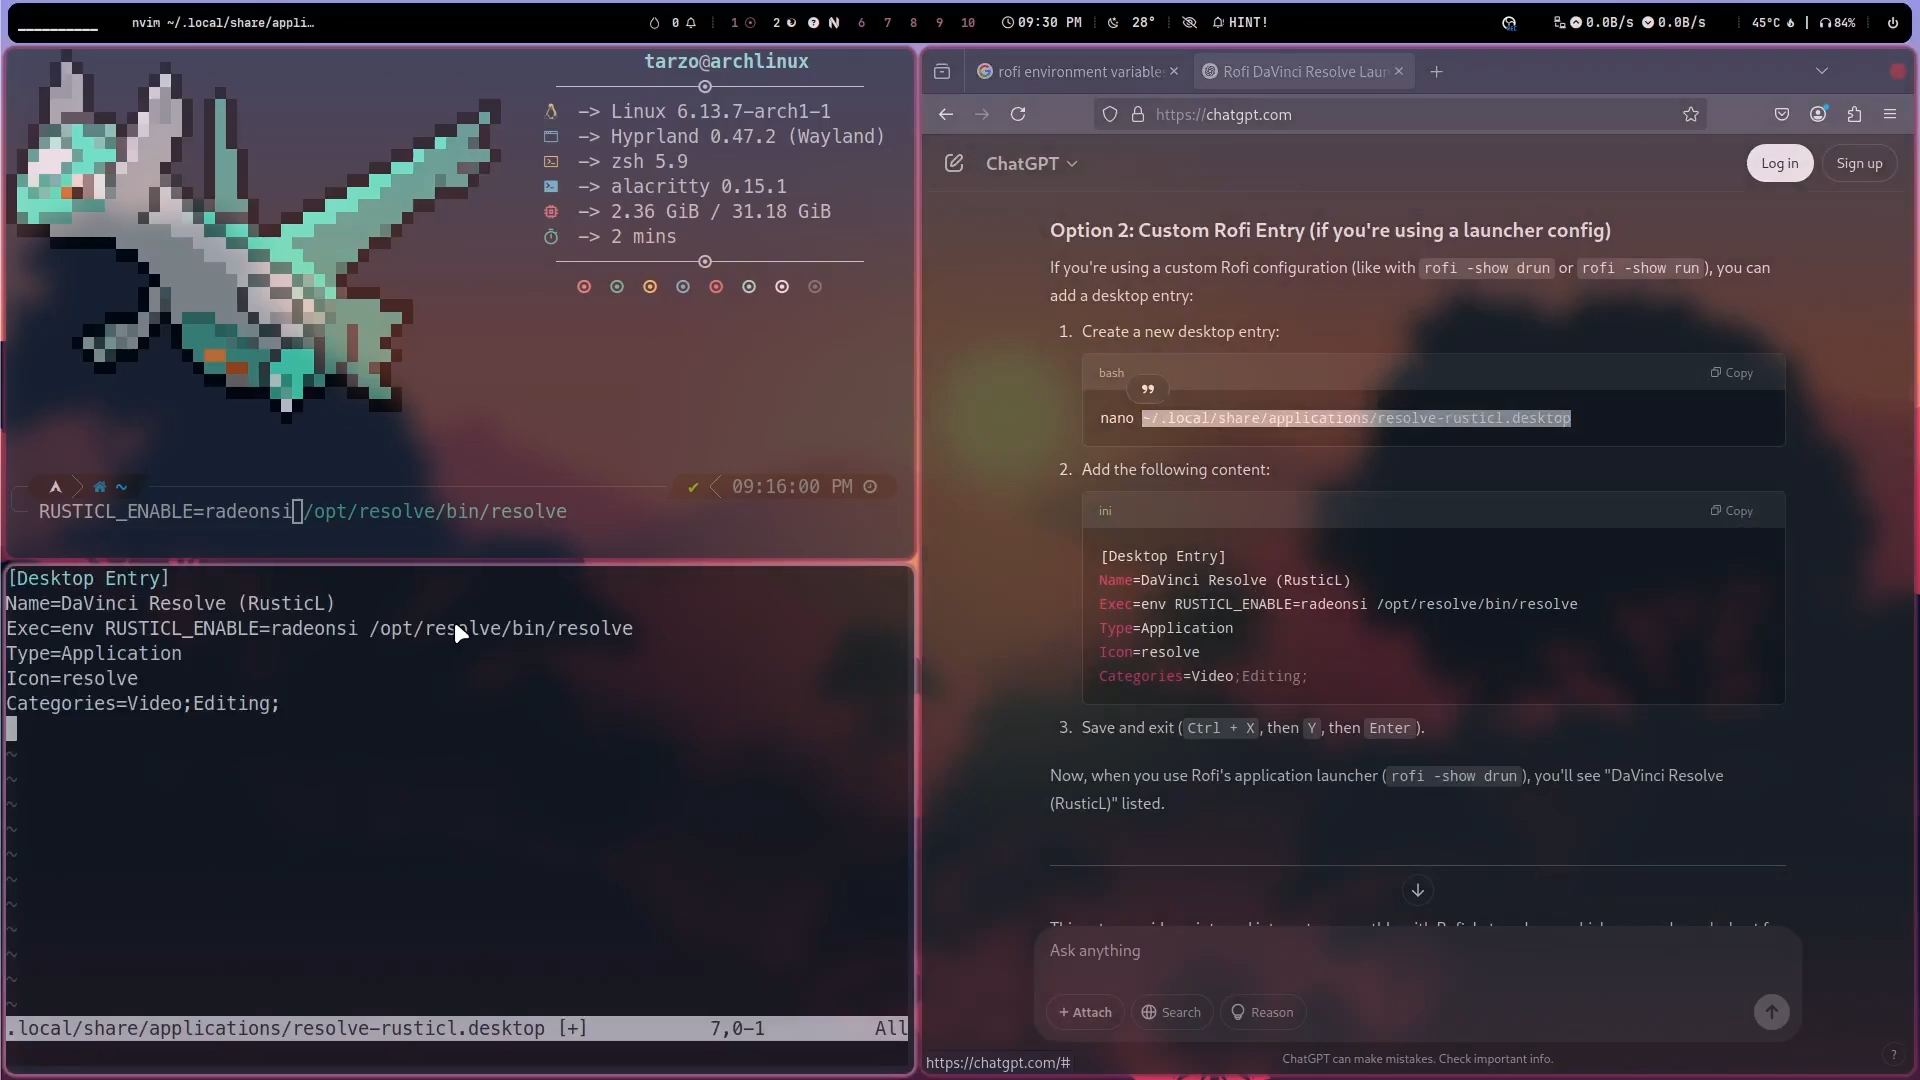 nvim ~/.local/share/appli… 0 1 2 N 6 7 8 9 10 09:30 PM 28° HINT! 0.0B/s 0.0B/s 45°C 84%
tarzo@archlinux
-> Linux 6.13.7-arch1-1
-> Hyprland 0.47.2 (Wayland)
-> zsh 5.9
-> alacritty 0.15.1
-> 2.36 GiB / 31.18 GiB
-> 2 mins
~ ✔ 09:16:00 PM
RUSTICL_ENABLE=radeonsi /opt/resolve/bin/resolve
[Desktop Entry]
Name=DaVinci Resolve (RusticL)
Exec=env RUSTICL_ENABLE=radeonsi /opt/resolve/bin/resolve
Type=Application
Icon=resolve
Categories=Video;Editing;
~
~
~
~
~
~
~
~
~
~
~
.local/share/applications/resolve-rusticl.desktop [+] 7,0-1 All
rofi environment variable
Rofi DaVinci Resolve Laun
https://chatgpt.com
ChatGPT
Log in
Sign up
Option 2: Custom Rofi Entry (if you're using a launcher config)
If you're using a custom Rofi configuration (like with rofi -show drun or rofi -show run), you can
add a desktop entry:
1. Create a new desktop entry:
bash
Copy
nano ~/.local/share/applications/resolve-rusticl.desktop
2. Add the following content:
ini
Copy
[Desktop Entry]
Name=DaVinci Resolve (RusticL)
Exec=env RUSTICL_ENABLE=radeonsi /opt/resolve/bin/resolve
Type=Application
Icon=resolve
Categories=Video;Editing;
3. Save and exit (Ctrl + X, then Y, then Enter).
Now, when you use Rofi's application launcher (rofi -show drun), you'll see "DaVinci Resolve
(RusticL)" listed.
Ask anything
+ Attach
Search
Reason
https://chatgpt.com/#
ChatGPT can make mistakes. Check important info.
?